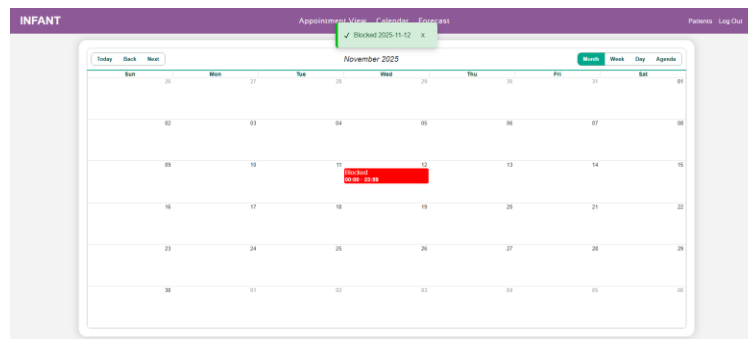 INFANT
Appointment View Calendar Forecast
Patients Log Out
✓ Blocked 2025-11-12 x
Today Back Next
November 2025
Month Week Day Agenda
Sun Mon Tue Wed Thu Fri Sat
26 27 28 29 30 31 01
02 03 04 05 06 07 08
09 10 11 12 13 14 15
Blocked
00:00 - 23:59
16 17 18 19 20 21 22
23 24 25 26 27 28 29
30 01 02 03 04 05 06